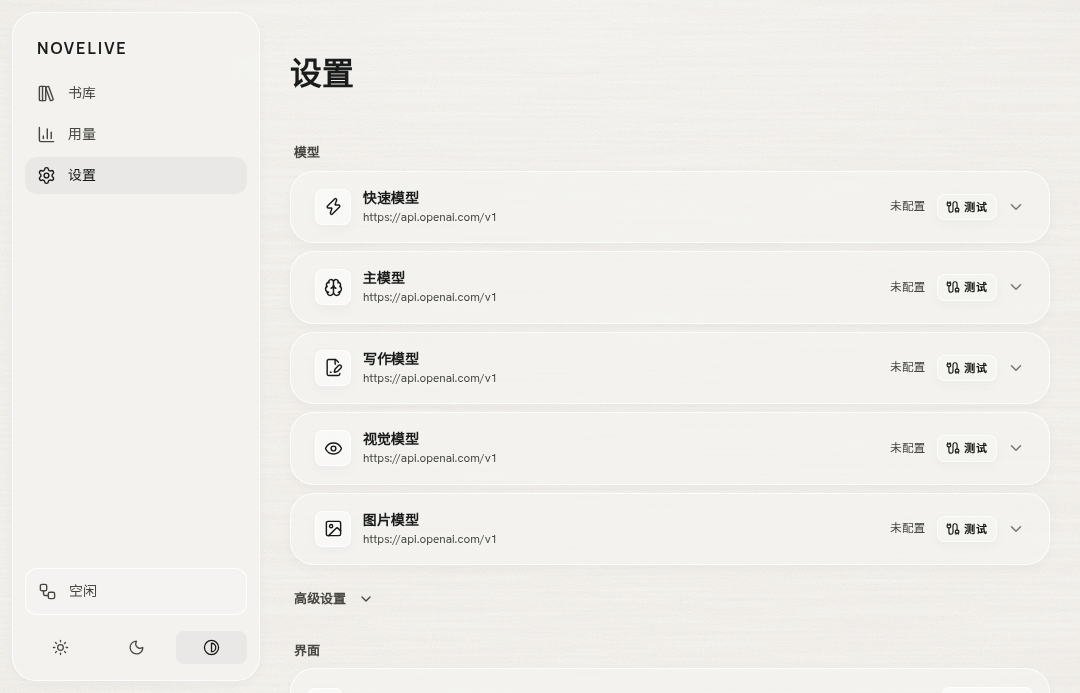 NOVELIVE
书库
用量
设置
空闲
设置
模型
快速模型
https://api.openai.com/v1
未配置
测试
主模型
https://api.openai.com/v1
未配置
测试
写作模型
https://api.openai.com/v1
未配置
测试
视觉模型
https://api.openai.com/v1
未配置
测试
图片模型
https://api.openai.com/v1
未配置
测试
高级设置
界面